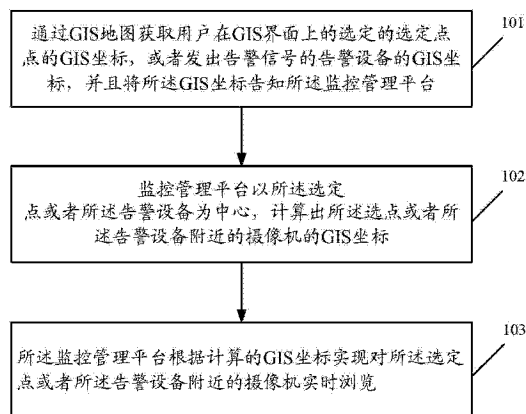 101
通过GIS地图获取用户在GIS界面上的选定的选定点
点的GIS坐标，或者发出告警信号的告警设备的GIS坐
标，并且将所述GIS坐标告知所述监控管理平台
102
监控管理平台以所述选定
点或者所述告警设备为中心，计算出所述选点或者所
述告警设备附近的摄像机的GIS坐标
103
所述监控管理平台根据计算的GIS坐标实现对所述选定
点或者所述告警设备附近的摄像机实时浏览